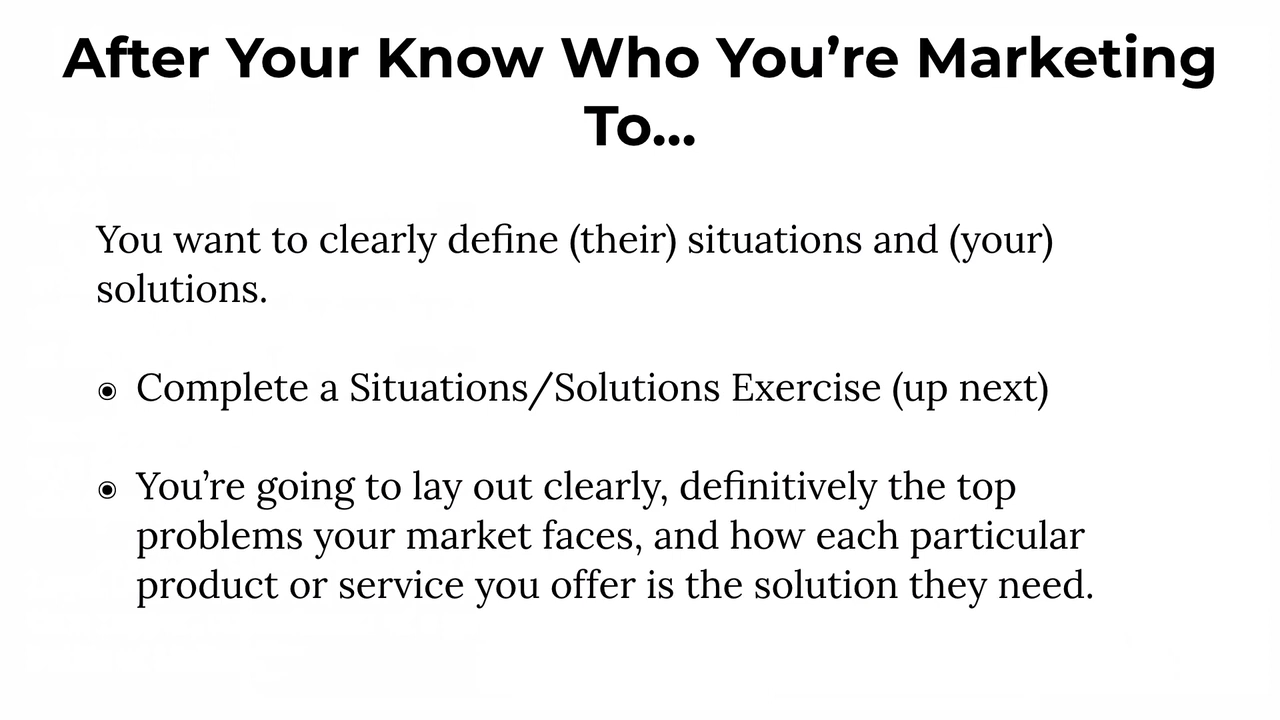 After Your Know Who You’re Marketing
To...
You want to clearly define (their) situations and (your)
solutions.
◉ Complete a Situations/Solutions Exercise (up next)
◉ You’re going to lay out clearly, definitively the top
problems your market faces, and how each particular
product or service you offer is the solution they need.